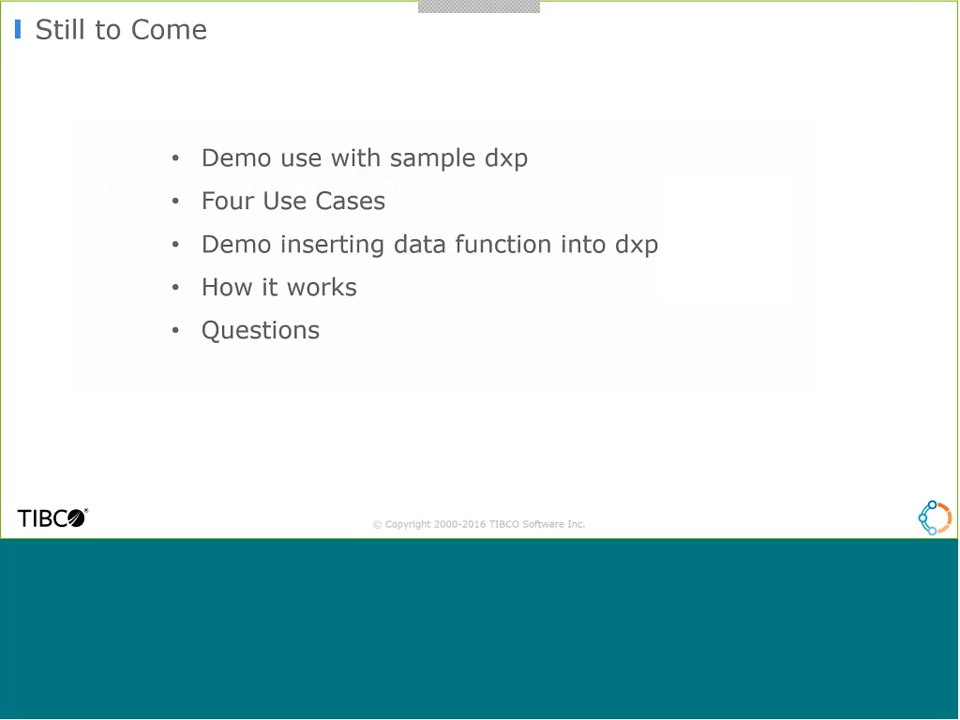 Still to Come
• Demo use with sample dxp
• Four Use Cases
• Demo inserting data function into dxp
• How it works
• Questions
TIBCO®
© Copyright 2000-2016 TIBCO Software Inc.